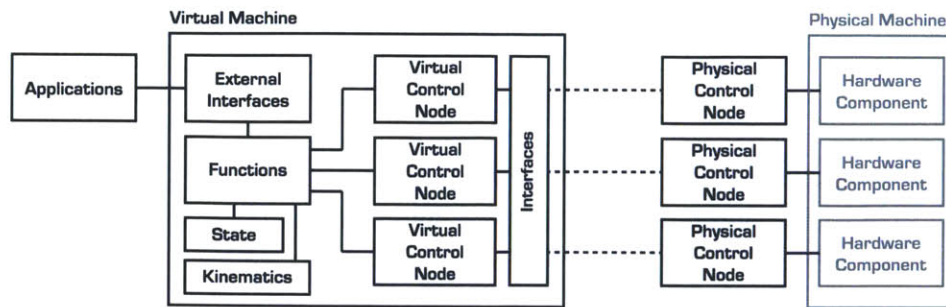 Virtual Machine
Physical Machine
Applications
External
Interfaces
Functions
State
Kinematics
Virtual
Control
Node
Virtual
Control
Node
Virtual
Control
Node
Interfaces
Physical
Control
Node
Physical
Control
Node
Physical
Control
Node
Hardware
Component
Hardware
Component
Hardware
Component